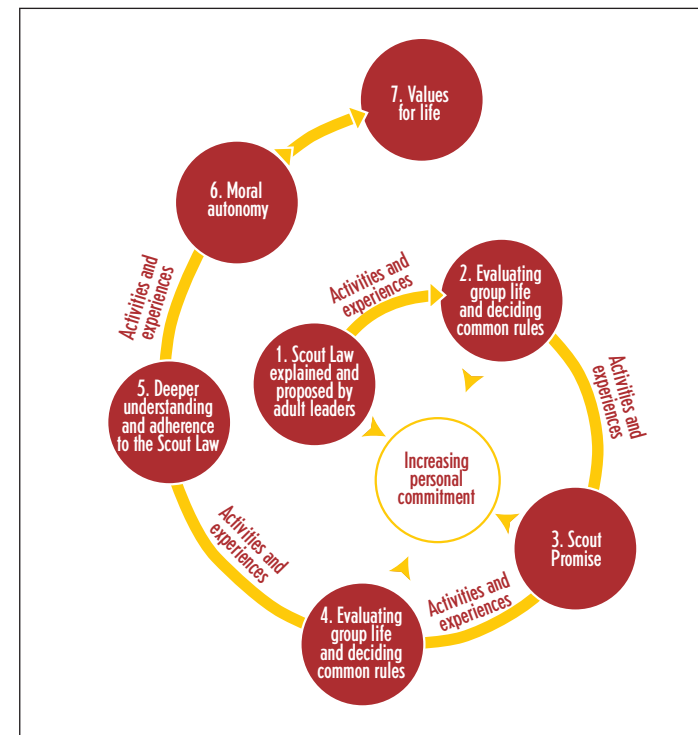 7. Values
for life
6. Moral
autonomy
Activities and
experiences
2. Evaluating
group life
and deciding
common rules
Activities and
experiences
1. Scout Law
explained and
proposed by
adult leaders
Activities and
experiences
5. Deeper
understanding
and adherence
to the Scout Law
Increasing
personal
commitment
3. Scout
Promise
Activities and
experiences
Activities and
experiences
4. Evaluating
group life
and deciding
common rules